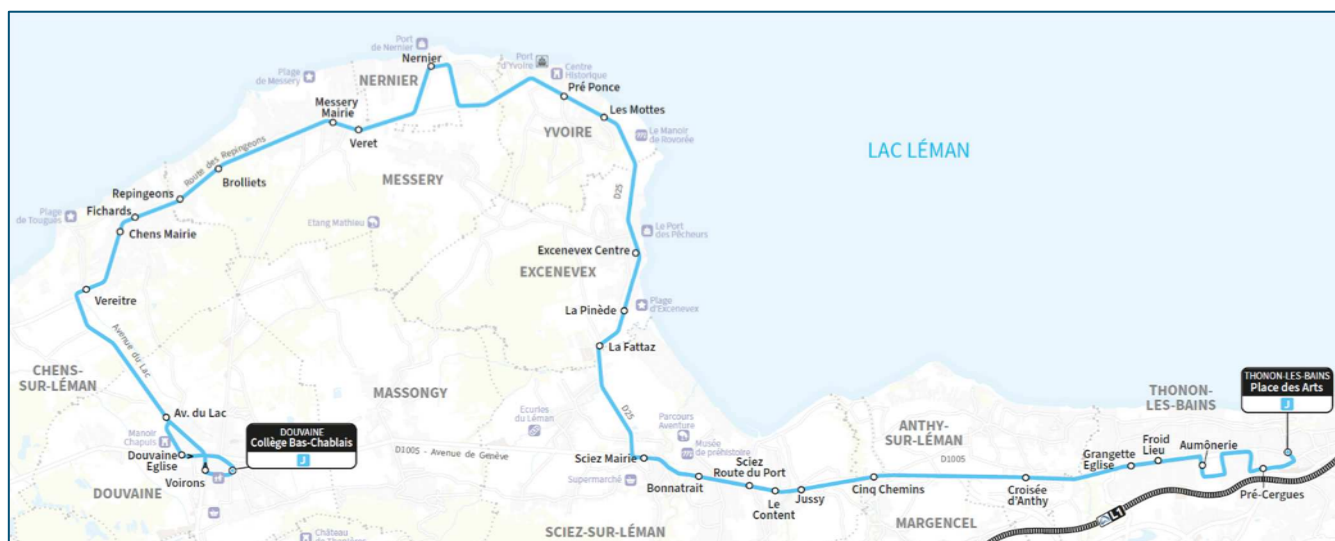 Port
de Nernier
Nernier
Port
d'Yvoire
Centre
Historique
Plage
de Messery
NERNIER
Pré Ponce
Messery
Mairie
Les Mottes
Veret
YVOIRE
Le Manoir
de Rovorée
LAC LÉMAN
Route des Repingeons
Brolliets
MESSERY
D25
Repingeons
Fichards
Plage
de Tougues
Chens Mairie
Etang Mathieu
Le Port
des Pêcheurs
Excenevex Centre
EXCENEVEX
Vereitre
La Pinède
Plage
d'Excenevex
Avenue du Lac
La Fattaz
CHENS-
SUR-LÉMAN
MASSONGY
THONON-
LES-BAINS
THONON-LES-BAINS
Place des Arts
J
D25
Av. du Lac
Ecuries
du Léman
Parcours
Aventure
ANTHY-
SUR-LÉMAN
Manoir
Chapuis
DOUVAINE
Collège Bas-Chablais
J
D1005 - Avenue de Genève
Musée
de préhistoire
D1005
Froid
Lieu
Grangette
Eglise
Aumônerie
Douvaine
Eglise
Sciez Mairie
Sciez
Route du Port
Voirons
Supermarché
Bonnatrait
Le
Content
Jussy
Cinq Chemins
Croisée
d'Anthy
Pré-Cergues
DOUVAINE
L1
SCIEZ-SUR-LÉMAN
MARGENCEL
Château